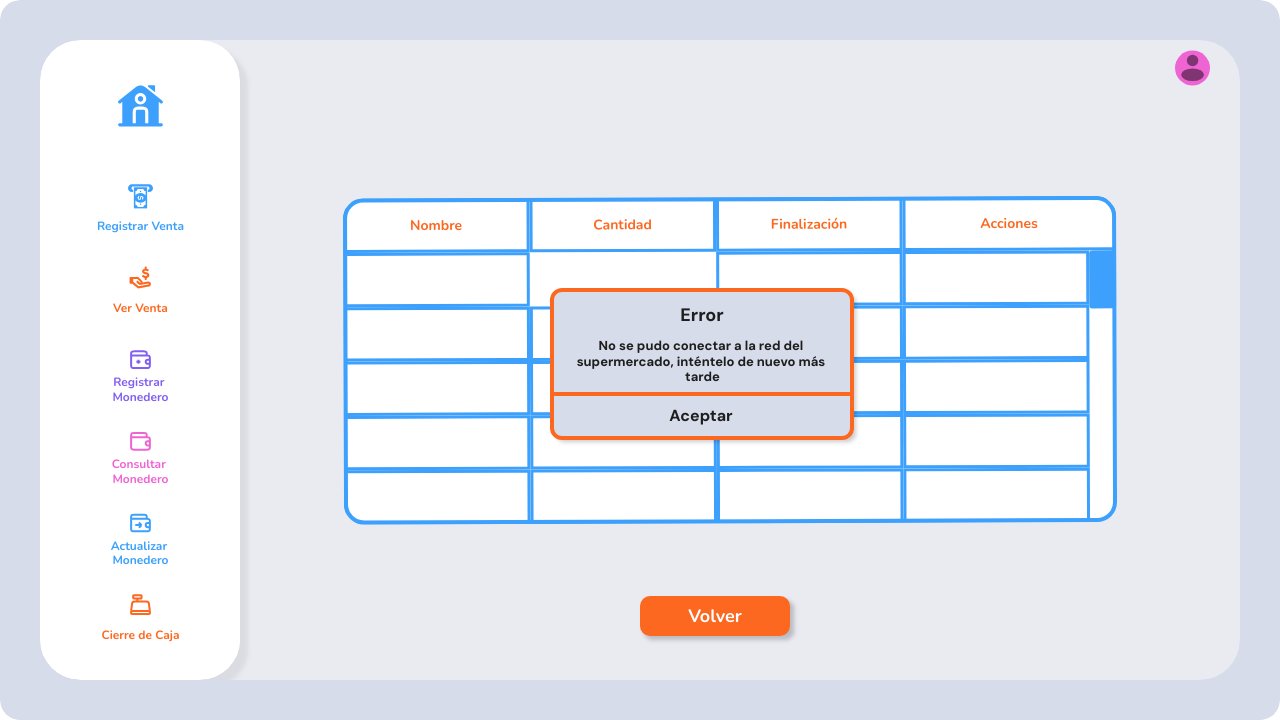 Registrar Venta
Ver Venta
Registrar
Monedero
Consultar
Monedero
Actualizar
Monedero
Cierre de Caja
Nombre
Cantidad
Finalización
Acciones
Error
No se pudo conectar a la red del
supermercado, inténtelo de nuevo más
tarde
Aceptar
Volver